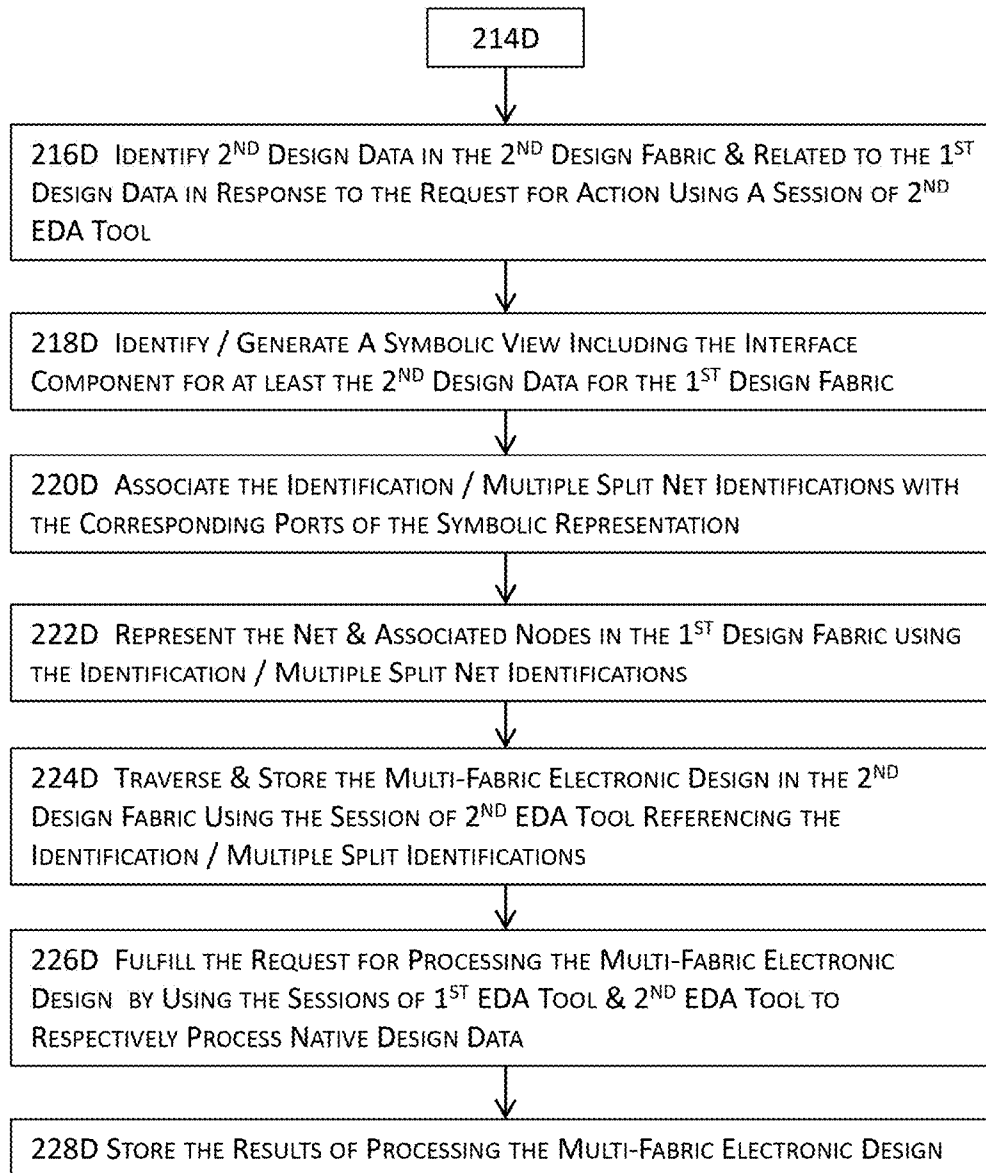 214D
216D IDENTIFY 2ND DESIGN DATA IN THE 2ND DESIGN FABRIC & RELATED TO THE 1ST
DESIGN DATA IN RESPONSE TO THE REQUEST FOR ACTION USING A SESSION OF 2ND
EDA TOOL
218D IDENTIFY / GENERATE A SYMBOLIC VIEW INCLUDING THE INTERFACE
COMPONENT FOR AT LEAST THE 2ND DESIGN DATA FOR THE 1ST DESIGN FABRIC
220D ASSOCIATE THE IDENTIFICATION / MULTIPLE SPLIT NET IDENTIFICATIONS WITH
THE CORRESPONDING PORTS OF THE SYMBOLIC REPRESENTATION
222D REPRESENT THE NET & ASSOCIATED NODES IN THE 1ST DESIGN FABRIC USING
THE IDENTIFICATION / MULTIPLE SPLIT NET IDENTIFICATIONS
224D TRAVERSE & STORE THE MULTI-FABRIC ELECTRONIC DESIGN IN THE 2ND
DESIGN FABRIC USING THE SESSION OF 2ND EDA TOOL REFERENCING THE
IDENTIFICATION / MULTIPLE SPLIT IDENTIFICATIONS
226D FULFILL THE REQUEST FOR PROCESSING THE MULTI-FABRIC ELECTRONIC
DESIGN BY USING THE SESSIONS OF 1ST EDA TOOL & 2ND EDA TOOL TO
RESPECTIVELY PROCESS NATIVE DESIGN DATA
228D STORE THE RESULTS OF PROCESSING THE MULTI-FABRIC ELECTRONIC DESIGN